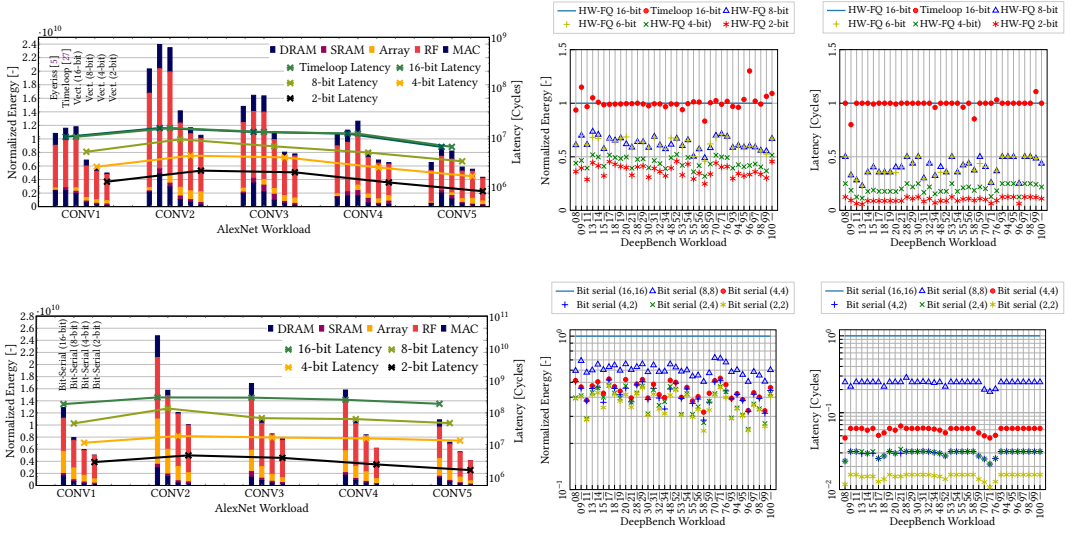 ·10^10
2.4
2.2
2
1.8
1.6
1.4
1.2
1
0.8
0.6
0.4
0.2
0
Normalized Energy [-]
Eyeriss [5]
Timeloop [27]
Vect. (16-bit)
Vect. (8-bit)
Vect. (4-bit)
Vect. (2-bit)
DRAM SRAM Array RF MAC
Timeloop Latency 16-bit Latency
8-bit Latency 4-bit Latency
2-bit Latency
10^9
10^8
10^7
10^6
Latency [Cycles]
CONV1 CONV2 CONV3 CONV4 CONV5
AlexNet Workload
HW-FQ 16-bit Timeloop 16-bit HW-FQ 8-bit
HW-FQ 6-bit HW-FQ 4-bit) HW-FQ 2-bit
1.5
1
0.5
0
Normalized Energy [-]
DeepBench Workload
HW-FQ 16-bit Timeloop 16-bit HW-FQ 8-bit
HW-FQ 6-bit HW-FQ 4-bit) HW-FQ 2-bit
1.5
1
0.5
0
Latency [Cycles]
DeepBench Workload
·10^10
2.8
2.6
2.4
2.2
2
1.8
1.6
1.4
1.2
1
0.8
0.6
0.4
0.2
0
Normalized Energy [-]
Bit-Serial (16-bit)
Bit-Serial (8-bit)
Bit-Serial (4-bit)
Bit-Serial (2-bit)
DRAM SRAM Array RF MAC
16-bit Latency 8-bit Latency
4-bit Latency 2-bit Latency
10^11
10^10
10^9
10^8
10^7
10^6
Latency [Cycles]
CONV1 CONV2 CONV3 CONV4 CONV5
AlexNet Workload
Bit serial (16,16) Bit serial (8,8) Bit serial (4,4)
Bit serial (4,2) Bit serial (2,4) Bit serial (2,2)
10^0
10^−1
Normalized Energy [-]
DeepBench Workload
Bit serial (16,16) Bit serial (8,8) Bit serial (4,4)
Bit serial (4,2) Bit serial (2,4) Bit serial (2,2)
10^0
10^−1
10^−2
Latency [Cycles]
DeepBench Workload